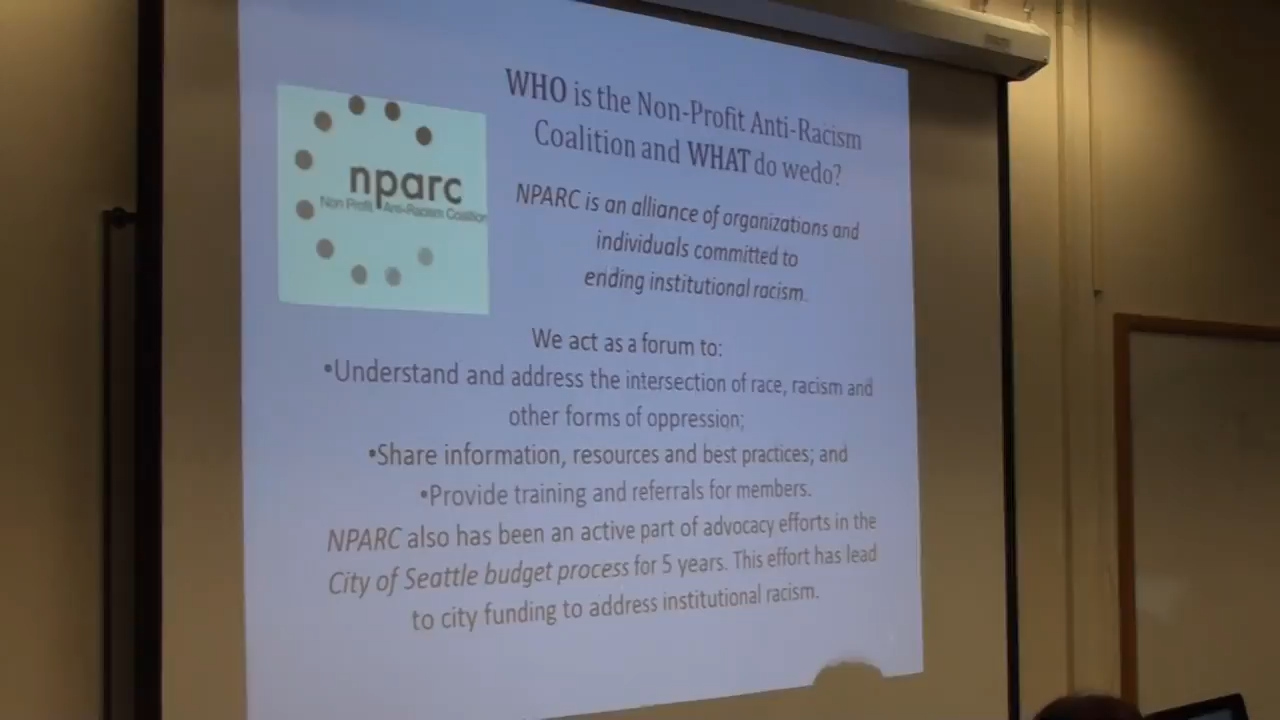 WHO is the Non-Profit Anti-Racism
Coalition and WHAT do wedo?
nparc
Non Profit Anti-Racism Coalition
NPARC is an alliance of organizations and
individuals committed to
ending institutional racism.
We act as a forum to:
•Understand and address the intersection of race, racism and
other forms of oppression;
•Share information, resources and best practices; and
•Provide training and referrals for members.
NPARC also has been an active part of advocacy efforts in the
City of Seattle budget process for 5 years. This effort has lead
to city funding to address institutional racism.